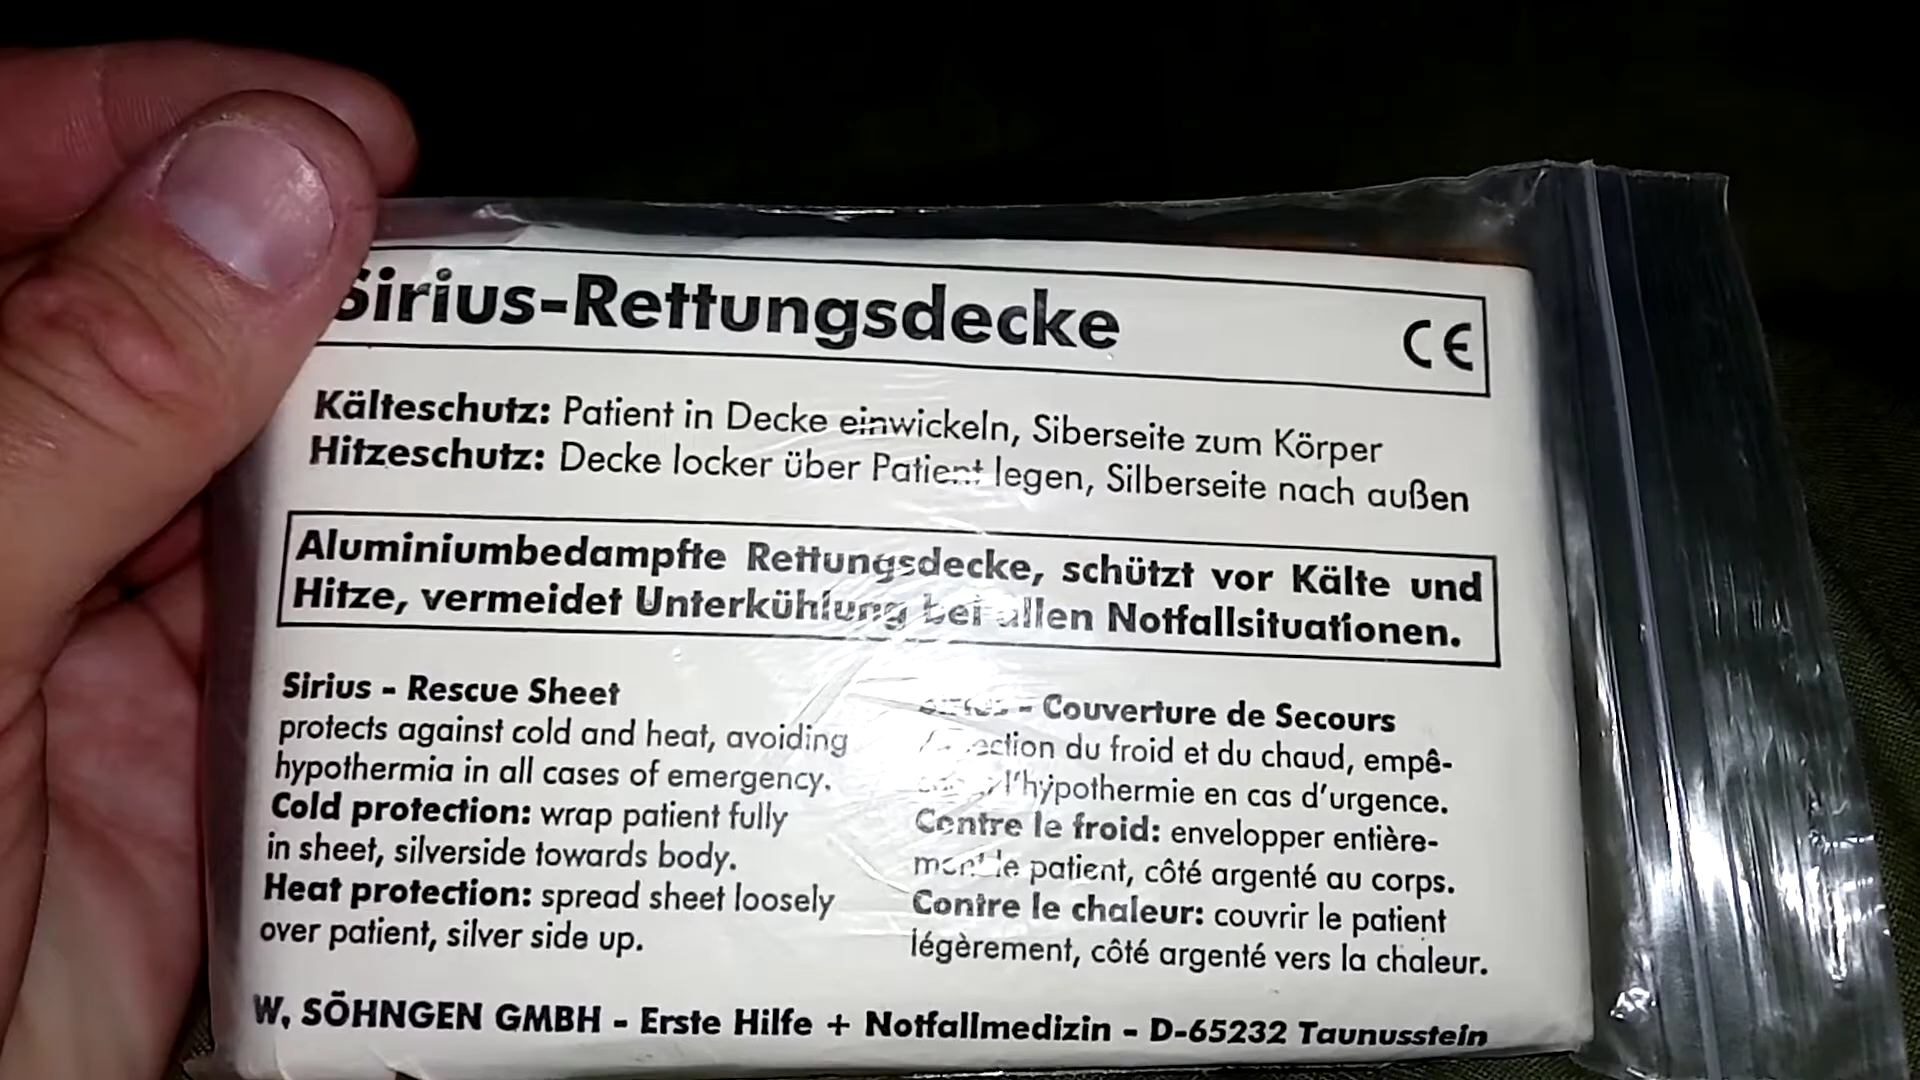 Sirius-Rettungsdecke
CE
Kälteschutz: Patient in Decke einwickeln, Siberseite zum Körper
Hitzeschutz: Decke locker über Patient legen, Silberseite nach außen
Aluminiumbedampfte Rettungsdecke, schützt vor Kälte und
Hitze, vermeidet Unterkühlung bei allen Notfallsituationen.
Sirius - Rescue Sheet
protects against cold and heat, avoiding
hypothermia in all cases of emergency.
Cold protection: wrap patient fully
in sheet, silverside towards body.
Heat protection: spread sheet loosely
over patient, silver side up.
Sirius - Couverture de Secours
du froid et du chaud, empê-
l'hypothermie en cas d'urgence.
Contre le froid: envelopper entière-
ment le patient, côté argenté au corps.
Contre le chaleur: couvrir le patient
légèrement, côté argenté vers la chaleur.
W. SÖHNGEN GMBH - Erste Hilfe + Notfallmedizin - D-65232 Taunusstein